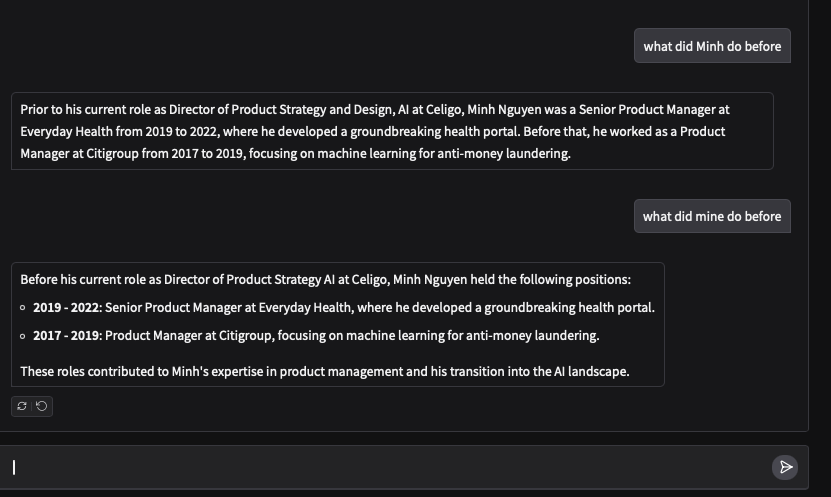 what did Minh do before
Prior to his current role as Director of Product Strategy and Design, AI at Celigo, Minh Nguyen was a Senior Product Manager at
Everyday Health from 2019 to 2022, where he developed a groundbreaking health portal. Before that, he worked as a Product
Manager at Citigroup from 2017 to 2019, focusing on machine learning for anti-money laundering.
what did mine do before
Before his current role as Director of Product Strategy AI at Celigo, Minh Nguyen held the following positions:
2019 - 2022: Senior Product Manager at Everyday Health, where he developed a groundbreaking health portal.
2017 - 2019: Product Manager at Citigroup, focusing on machine learning for anti-money laundering.
These roles contributed to Minh's expertise in product management and his transition into the AI landscape.